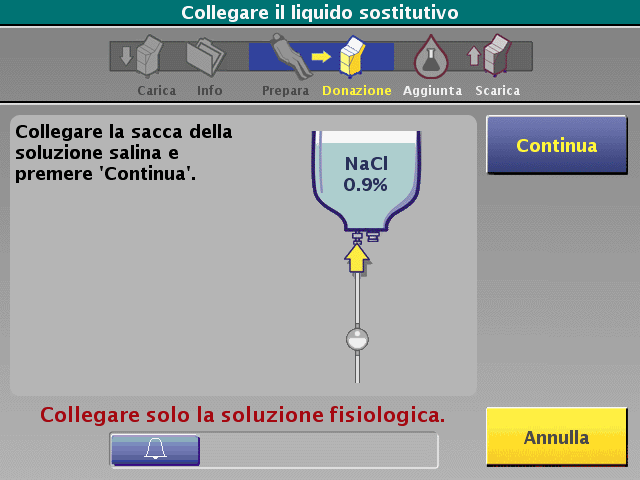 Collegare il liquido sostitutivo
Carica Info Prepara Donazione Aggiunta Scarica
Collegare la sacca della
soluzione salina e
premere 'Continua'.
NaCl
0.9%
Continua
Collegare solo la soluzione fisiologica.
Annulla